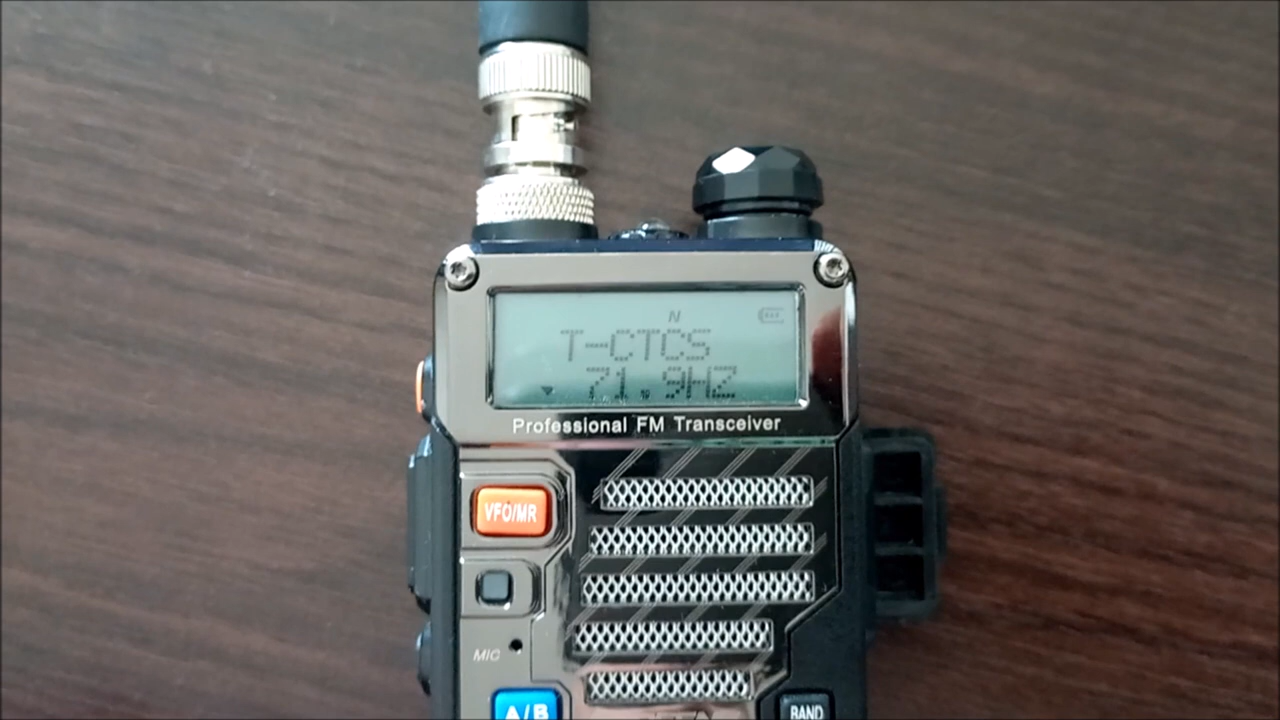 N
T-CTCS
71.9HZ
Professional FM Transceiver
VFO/MR
MIC
A/B
BAND